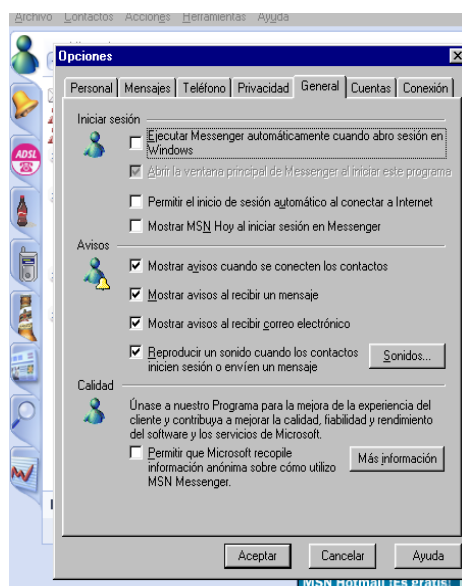 Archivo Contactos Acciones Herramientas Ayuda
Opciones
Personal Mensajes Teléfono Privacidad General Cuentas Conexión
Iniciar sesión
Ejecutar Messenger automáticamente cuando abro sesión en
Windows
Abrir la ventana principal de Messenger al iniciar este programa
Permitir el inicio de sesión automático al conectar a Internet
Mostrar MSN Hoy al iniciar sesión en Messenger
Avisos
Mostrar avisos cuando se conecten los contactos
Mostrar avisos al recibir un mensaje
Mostrar avisos al recibir correo electrónico
Reproducir un sonido cuando los contactos
inicien sesión o envíen un mensaje
Sonidos...
Calidad
Únase a nuestro Programa para la mejora de la experiencia del
cliente y contribuya a mejorar la calidad, fiabilidad y rendimiento
del software y los servicios de Microsoft.
Permitir que Microsoft recopile
información anónima sobre cómo utilizo
MSN Messenger.
Más información
Aceptar Cancelar Ayuda
ADSL
MSN Hotmail ¡Es gratis!